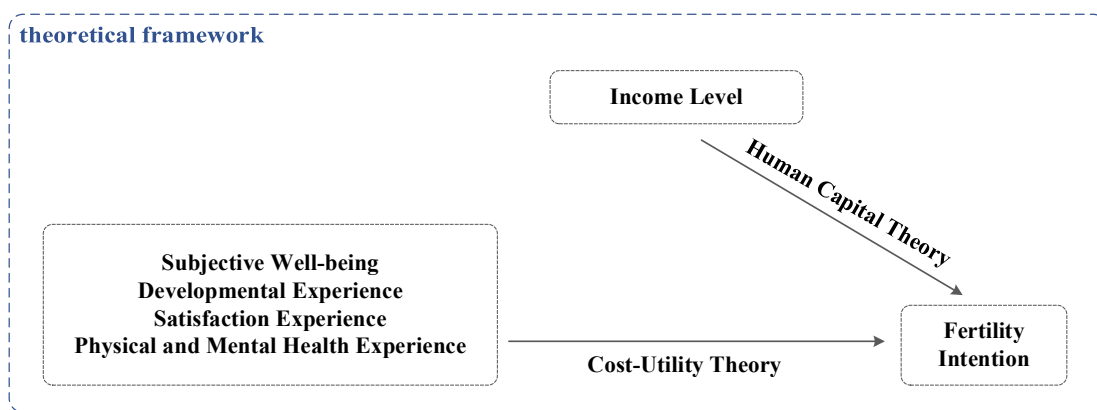 theoretical framework
Income Level
Human Capital Theory
Subjective Well-being
Developmental Experience
Satisfaction Experience
Physical and Mental Health Experience
Cost-Utility Theory
Fertility
Intention